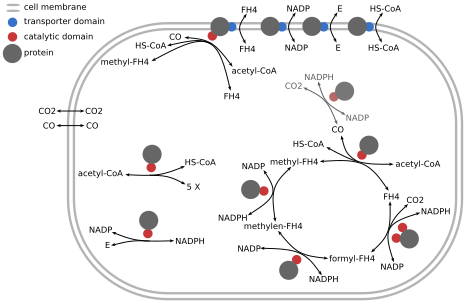 cell membrane
transporter domain
catalytic domain
protein
FH4
NADP
E
HS-CoA
FH4
NADP
E
HS-CoA
CO
HS-CoA
methyl-FH4
acetyl-CoA
FH4
NADPH
CO2
NADP
CO
CO2
CO2
CO
CO
HS-CoA
methyl-FH4
acetyl-CoA
HS-CoA
acetyl-CoA
5 X
NADP
FH4
CO2
NADPH
NADPH
methylen-FH4
NADP
E
NADPH
NADP
formyl-FH4
NADP
NADPH